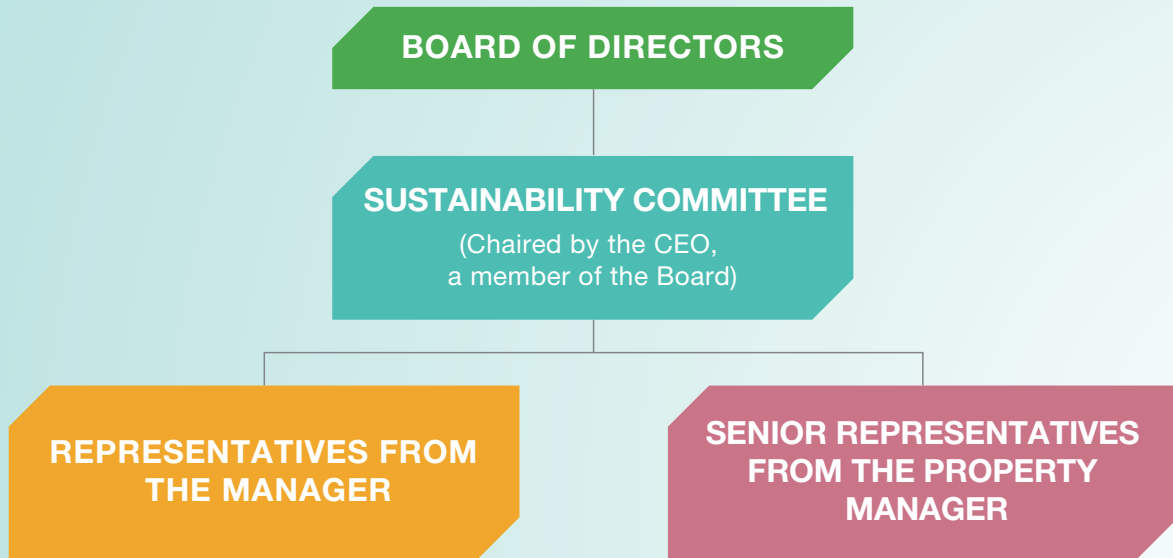 BOARD OF DIRECTORS
SUSTAINABILITY COMMITTEE
(Chaired by the CEO,
a member of the Board)
REPRESENTATIVES FROM
THE MANAGER
SENIOR REPRESENTATIVES
FROM THE PROPERTY
MANAGER